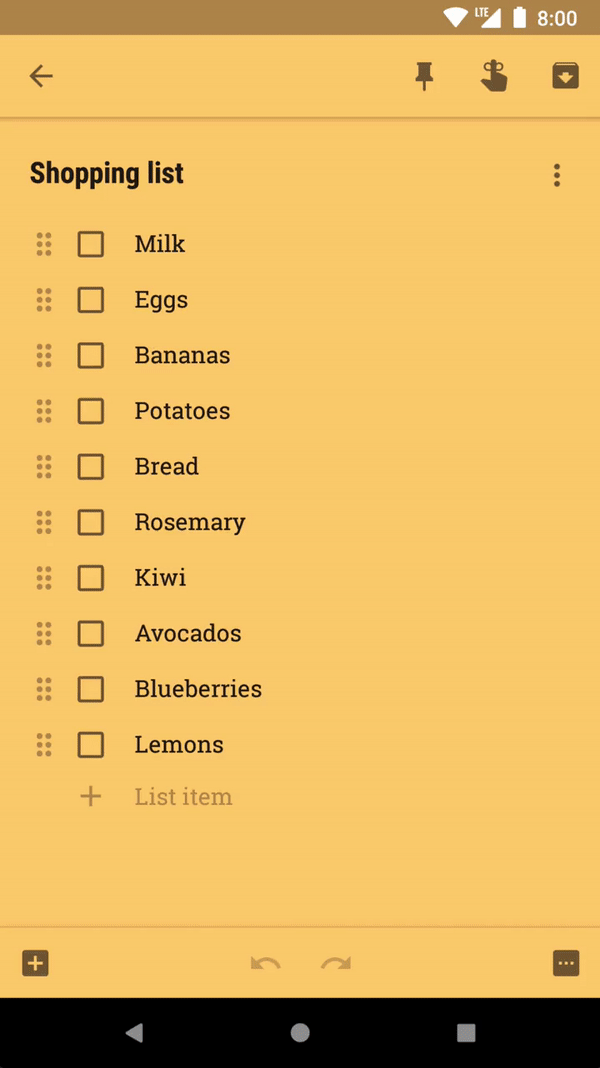 LTE 8:00
Shopping list
Milk
Eggs
Bananas
Potatoes
Bread
Rosemary
Kiwi
Avocados
Blueberries
Lemons
List item